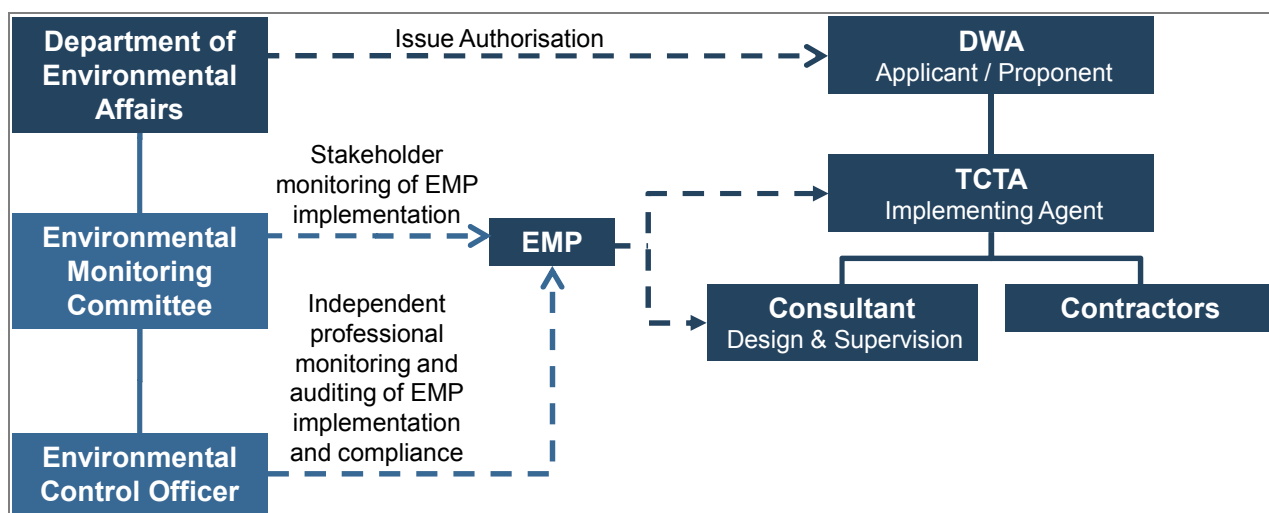 Department of
Environmental
Affairs
Issue Authorisation
DWA
Applicant / Proponent
Stakeholder
monitoring of EMP
implementation
TCTA
Implementing Agent
Environmental
Monitoring
Committee
EMP
Independent
professional
monitoring and
auditing of EMP
implementation
and compliance
Consultant
Design & Supervision
Contractors
Environmental
Control Officer